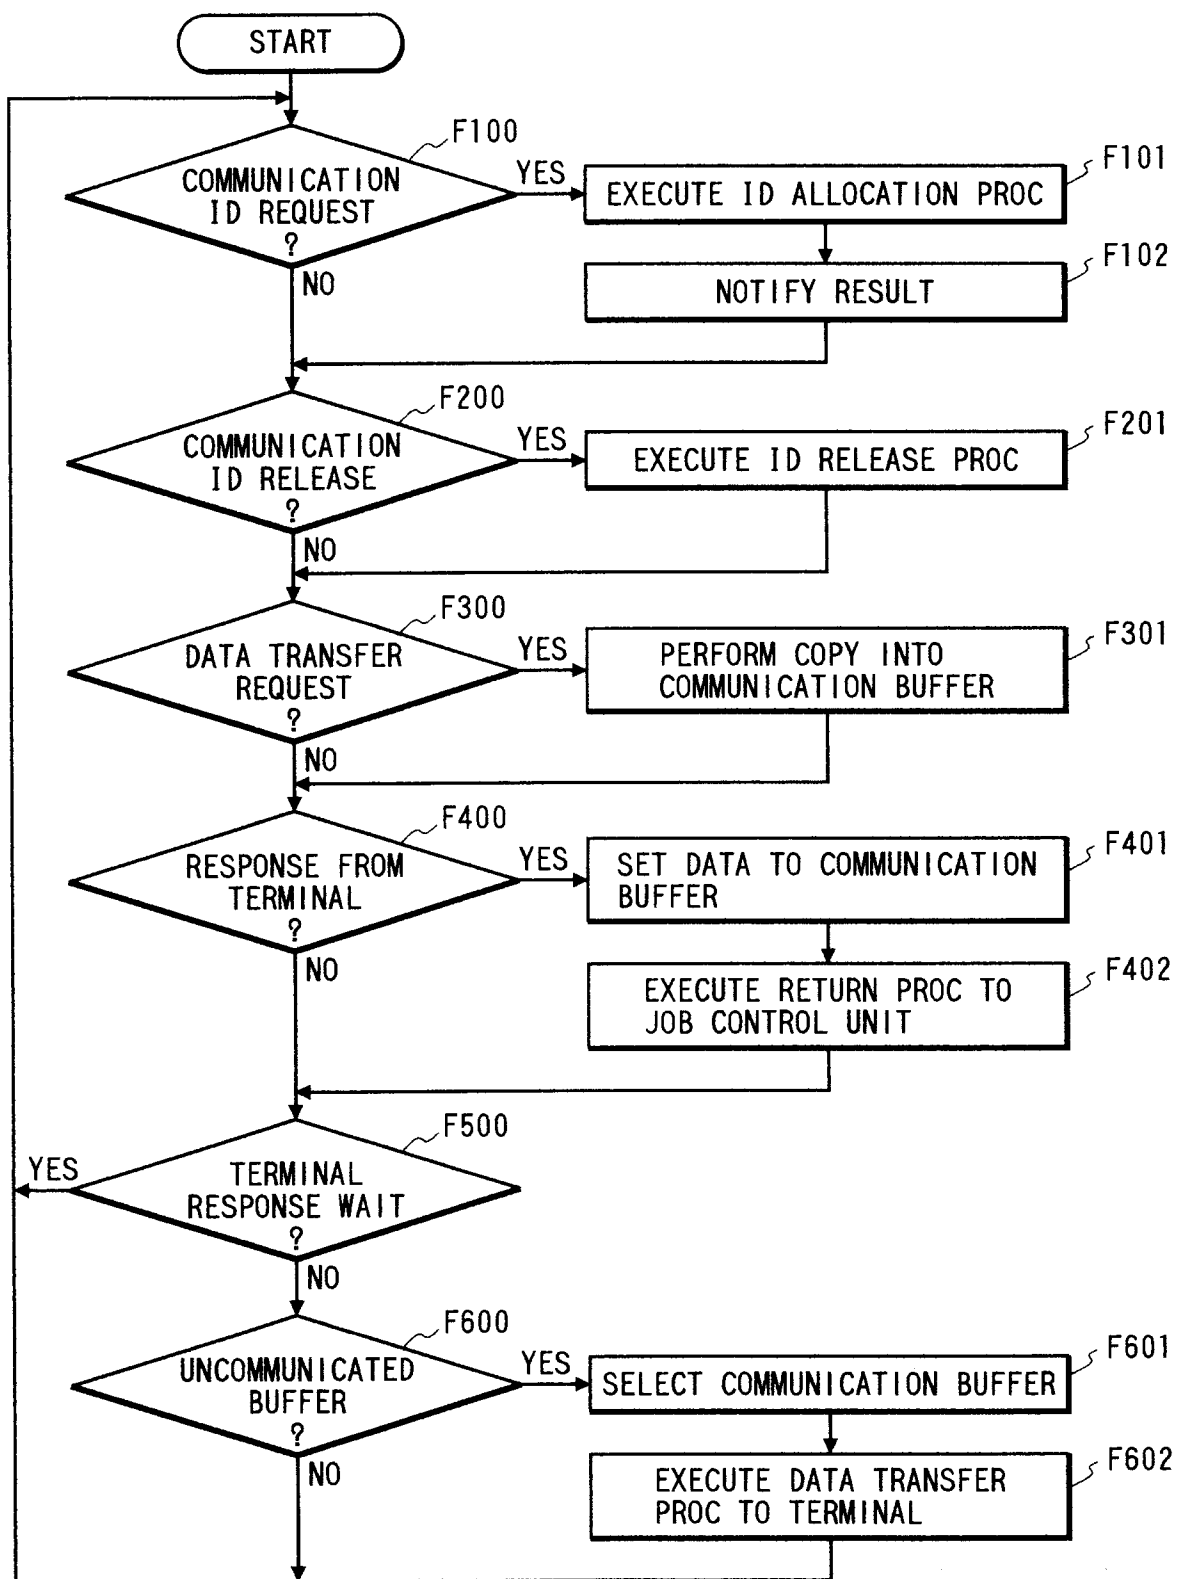 START
F100
COMMUNICATION
ID REQUEST
?
YES
NO
F101
EXECUTE ID ALLOCATION PROC
F102
NOTIFY RESULT
F200
COMMUNICATION
ID RELEASE
?
YES
NO
F201
EXECUTE ID RELEASE PROC
F300
DATA TRANSFER
REQUEST
?
YES
NO
F301
PERFORM COPY INTO
COMMUNICATION BUFFER
F400
RESPONSE FROM
TERMINAL
?
YES
NO
F401
SET DATA TO COMMUNICATION
BUFFER
F402
EXECUTE RETURN PROC TO
JOB CONTROL UNIT
F500
TERMINAL
RESPONSE WAIT
?
YES
NO
F600
UNCOMMUNICATED
BUFFER
?
YES
NO
F601
SELECT COMMUNICATION BUFFER
F602
EXECUTE DATA TRANSFER
PROC TO TERMINAL